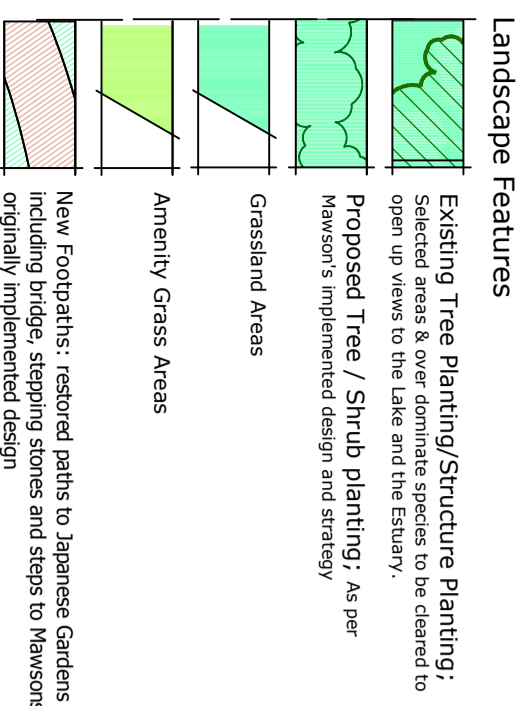 Landscape Features
Existing Tree Planting/Structure Planting;
Selected areas & over dominate species to be cleared to
open up views to the Lake and the Estuary.
Proposed Tree / Shrub planting; As per
Mawson's implemented design and strategy
Grassland Areas
Amenity Grass Areas
New Footpaths: restored paths to Japanese Gardens
including bridge, stepping stones and steps to Mawsons
originally implemented design